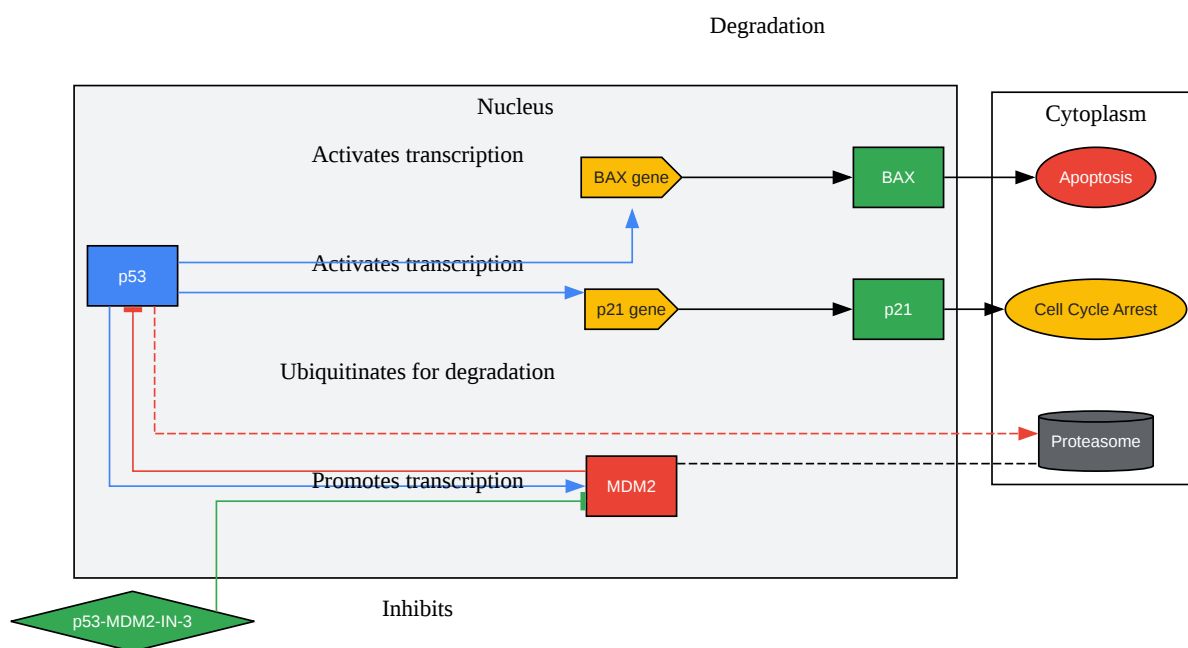 Degradation
Nucleus
Cytoplasm
Activates transcription
BAX gene
BAX
Apoptosis
Activates transcription
p53
p21 gene
p21
Cell Cycle Arrest
Ubiquitinates for degradation
Proteasome
Promotes transcription
MDM2
Inhibits
p53-MDM2-IN-3